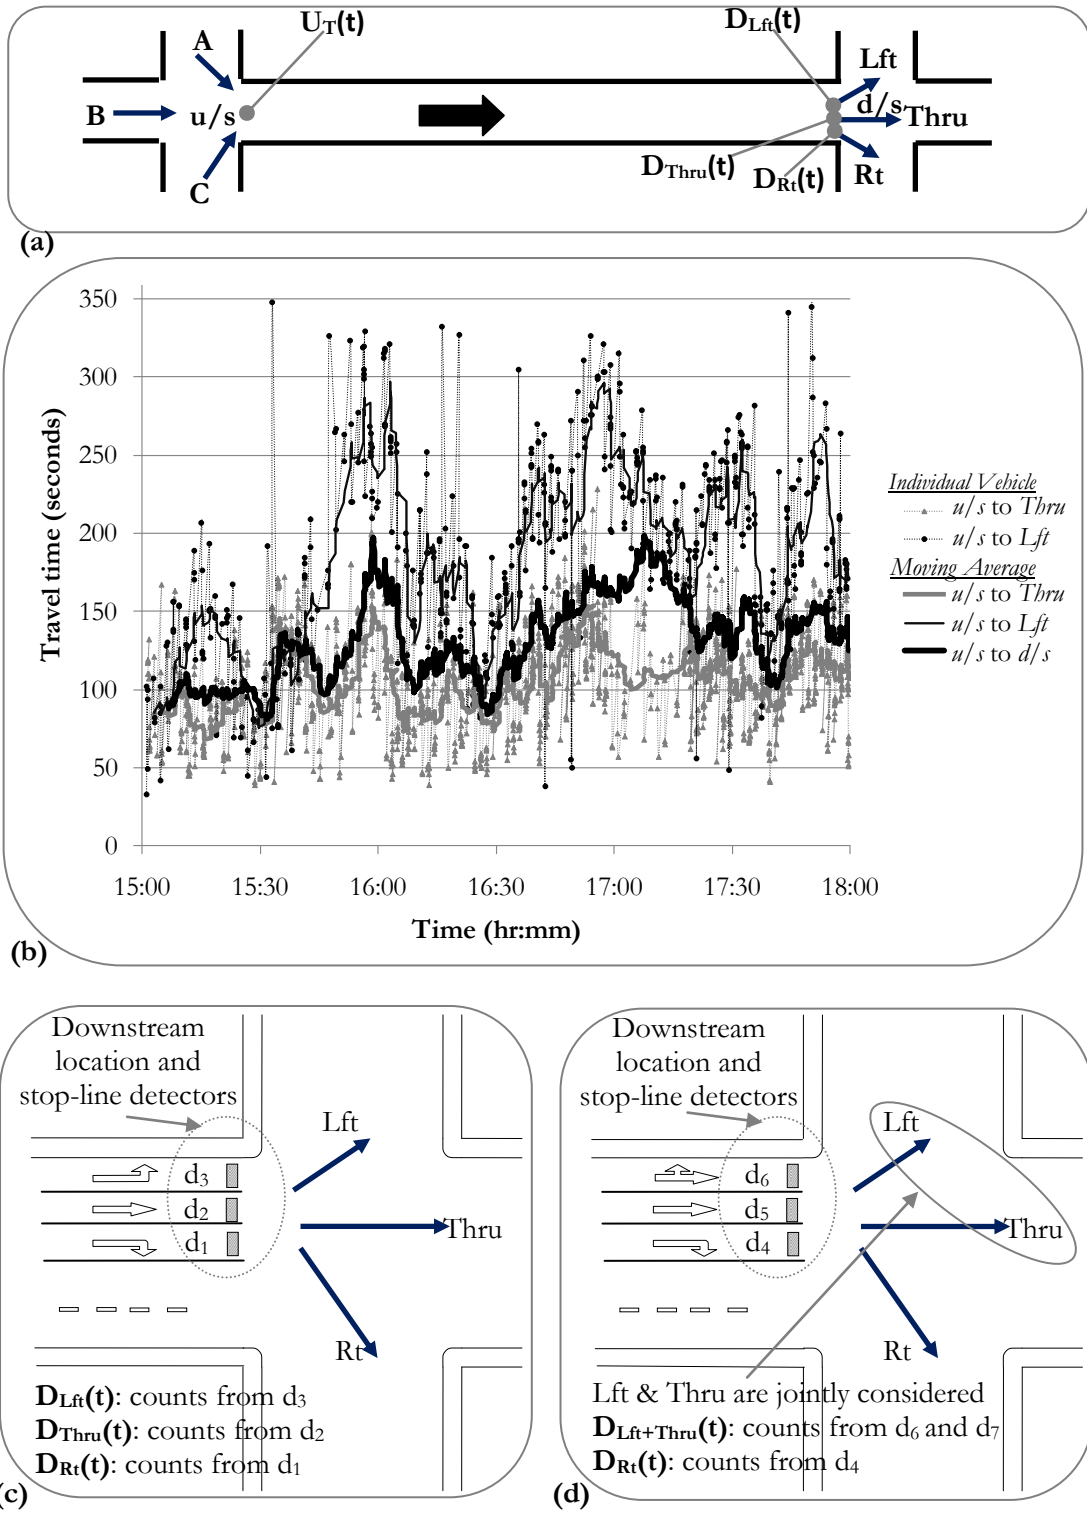 U_T(t)
D_Lft(t)
A
Lft
B
u/s
d/s
Thru
D_Thru(t)
D_Rt(t)
Rt
C
(a)
350
300
250
200
150
100
50
0
Travel time (seconds)
15:00 15:30 16:00 16:30 17:00 17:30 18:00
Time (hr:mm)
Individual Vehicle
u/s to Thru
u/s to Lft
Moving Average
u/s to Thru
u/s to Lft
u/s to d/s
(b)
Downstream
location and
stop-line detectors
Lft
d3
d2
Thru
d1
Rt
D_Lft(t): counts from d3
D_Thru(t): counts from d2
D_Rt(t): counts from d1
(c)
Downstream
location and
stop-line detectors
Lft
d6
d5
Thru
d4
Rt
Lft & Thru are jointly considered
D_Lft+Thru(t): counts from d6 and d7
D_Rt(t): counts from d4
(d)